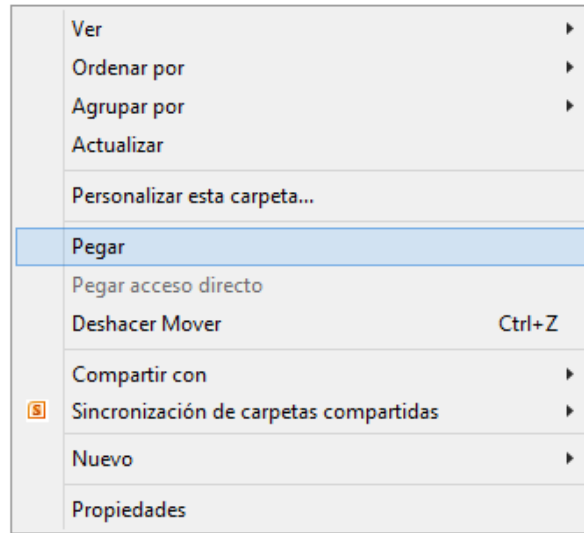 Ver
Ordenar por
Agrupar por
Actualizar
Personalizar esta carpeta...
Pegar
Pegar acceso directo
Deshacer Mover Ctrl+Z
Compartir con
S Sincronización de carpetas compartidas
Nuevo
Propiedades